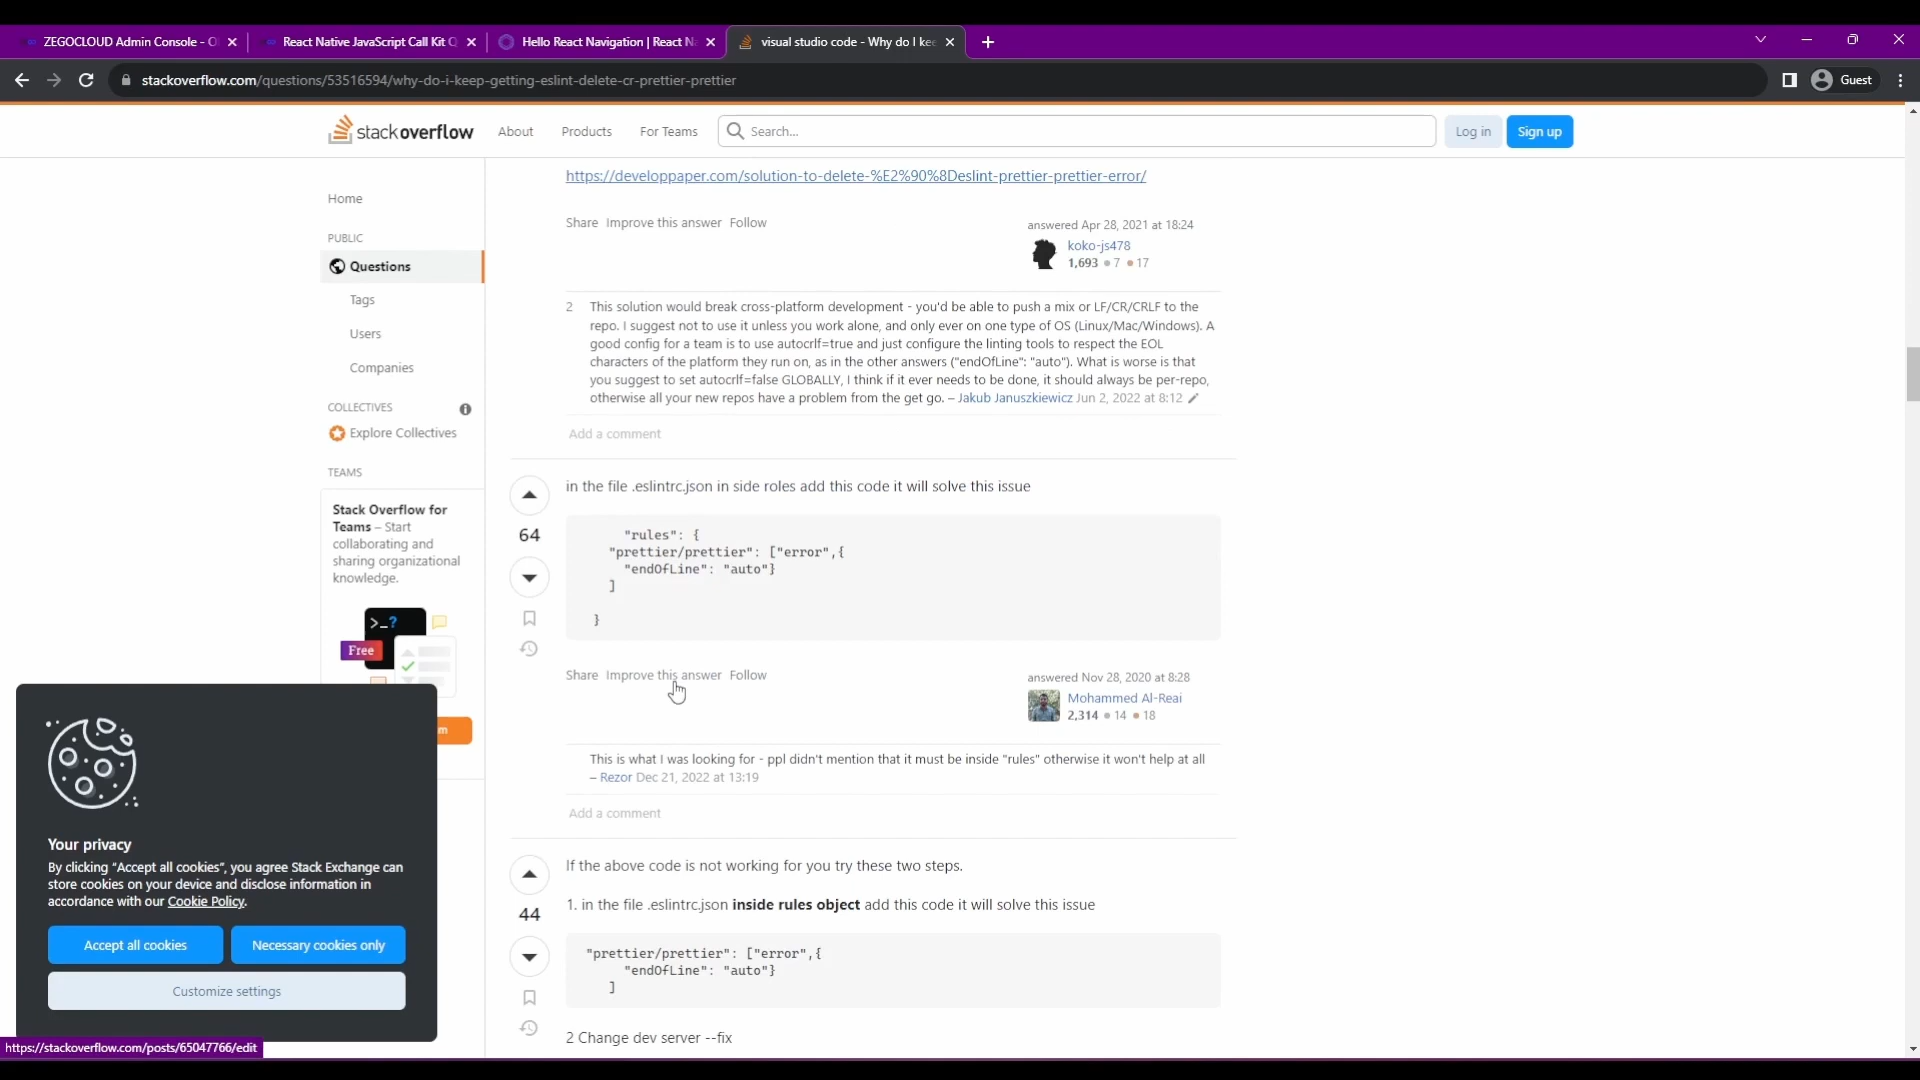 ZEGOCLOUD Admin Console - O
React Native JavaScript Call Kit Q
Hello React Navigation | React N
visual studio code - Why do I ke
stackoverflow.com/questions/53516594/why-do-i-keep-getting-eslint-delete-cr-prettier-prettier
Guest
stackoverflow
About
Products
For Teams
Search...
Log in
Sign up
Home
PUBLIC
Questions
Tags
Users
Companies
COLLECTIVES
Explore Collectives
TEAMS
Stack Overflow for
Teams – Start
collaborating and
sharing organizational
knowledge.
>_?
Free
https://developpaper.com/solution-to-delete-%E2%90%8Deslint-prettier-prettier-error/
Share Improve this answer Follow
answered Apr 28, 2021 at 18:24
koko-js478
1,693 7 17
2
This solution would break cross-platform development - you'd be able to push a mix or LF/CR/CRLF to the
repo. I suggest not to use it unless you work alone, and only ever on one type of OS (Linux/Mac/Windows). A
good config for a team is to use autocrlf=true and just configure the linting tools to respect the EOL
characters of the platform they run on, as in the other answers ("endOfLine": "auto"). What is worse is that
you suggest to set autocrlf=false GLOBALLY, I think if it ever needs to be done, it should always be per-repo,
otherwise all your new repos have a problem from the get go. – Jakub Januszkiewicz Jun 2, 2022 at 8:12
Add a comment
64
in the file .eslintrc.json in side roles add this code it will solve this issue
"rules": {
"prettier/prettier": ["error",{
"endOfLine": "auto"}
]
}
Share Improve this answer Follow
answered Nov 28, 2020 at 8:28
Mohammed Al-Reai
2,314 14 18
This is what I was looking for - ppl didn't mention that it must be inside "rules" otherwise it won't help at all
– Rezor Dec 21, 2022 at 13:19
Add a comment
44
If the above code is not working for you try these two steps.
1. in the file .eslintrc.json inside rules object add this code it will solve this issue
"prettier/prettier": ["error",{
"endOfLine": "auto"}
]
2 Change dev server --fix
Your privacy
By clicking "Accept all cookies", you agree Stack Exchange can
store cookies on your device and disclose information in
accordance with our Cookie Policy.
Accept all cookies
Necessary cookies only
Customize settings
https://stackoverflow.com/posts/65047766/edit